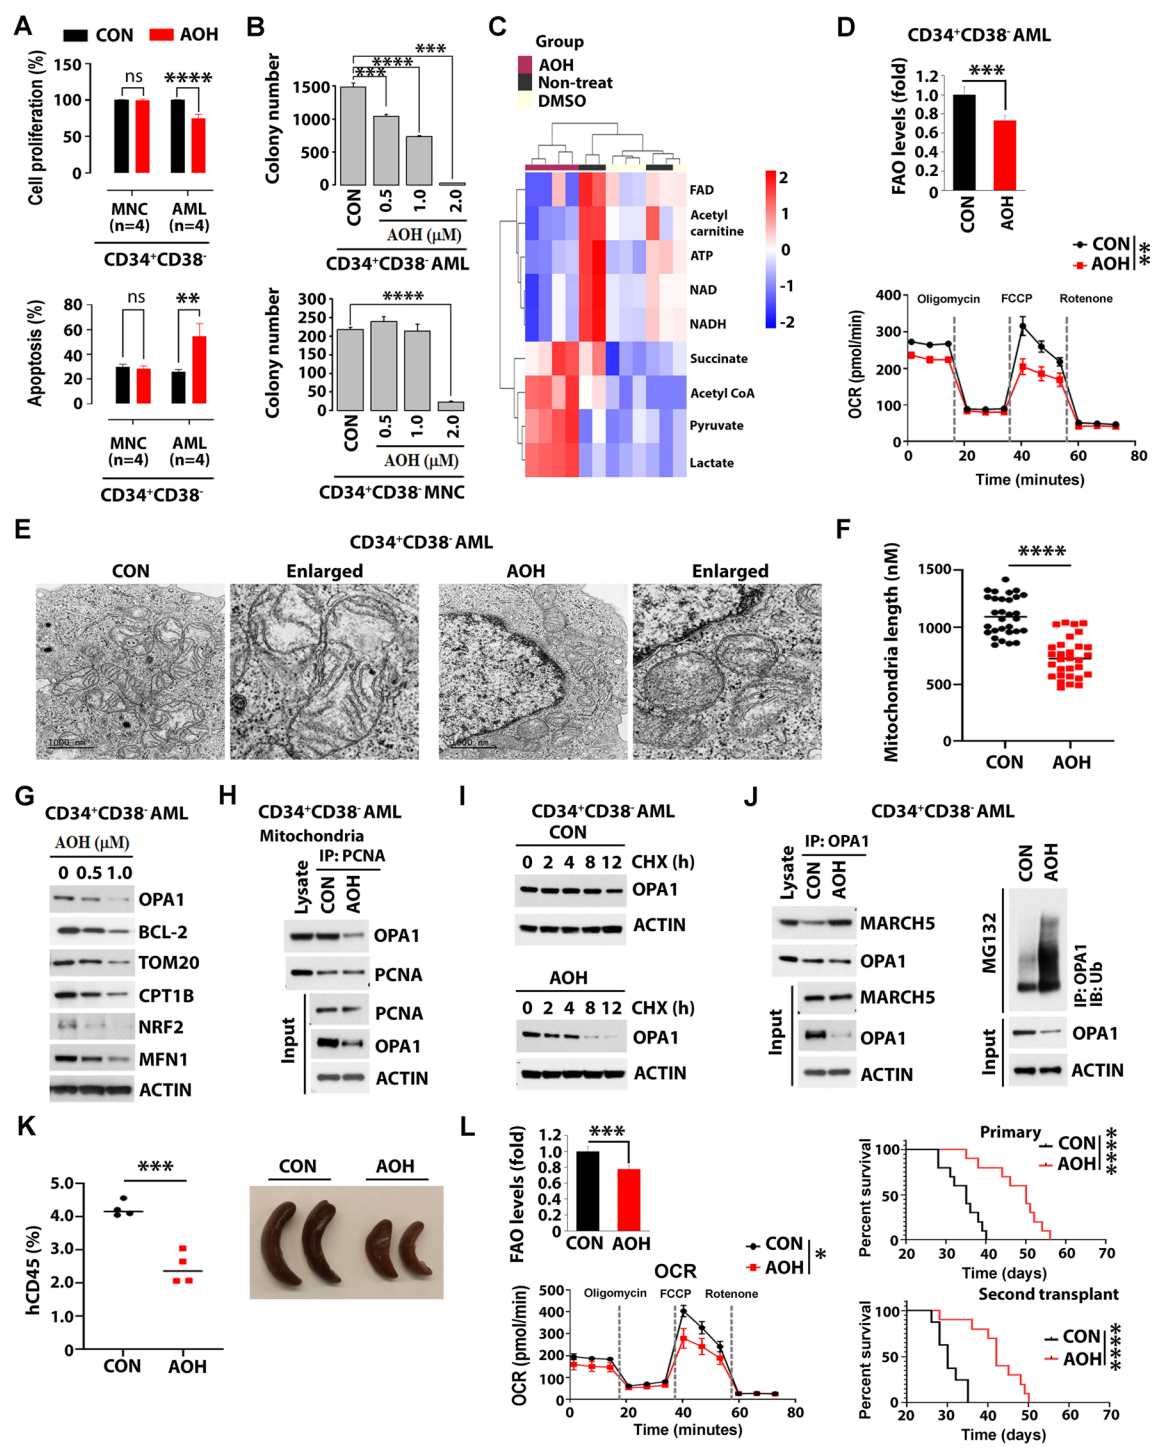 A
CON
AOH
Cell proliferation (%)
150
100
50
0
ns
****
MNC
(n=4)
AML
(n=4)
CD34+CD38-
Apoptosis (%)
80
60
40
20
0
ns
**
MNC
(n=4)
AML
(n=4)
CD34+CD38-
B
Colony number
1500
1000
500
0
***
****
***
CON
0.5
1.0
2.0
AOH (μM)
CD34+CD38- AML
Colony number
300
250
200
150
100
50
0
****
CON
0.5
1.0
2.0
AOH (μM)
CD34+CD38- MNC
C
Group
AOH
Non-treat
DMSO
FAD
Acetyl
carnitine
ATP
NAD
NADH
Succinate
Acetyl CoA
Pyruvate
Lactate
2
1
0
-1
-2
D
CD34+CD38- AML
FAO levels (fold)
1.2
1.0
0.8
0.6
0.4
0.2
0
***
CON
AOH
CON
AOH
**
OCR (pmol/min)
400
300
200
100
0
Oligomycin
FCCP
Rotenone
0 20 40 60 80
Time (minutes)
E
CD34+CD38- AML
CON
Enlarged
AOH
Enlarged
1000 nm
F
Mitochondria length (nM)
1500
1000
500
0
****
CON
AOH
G
CD34+CD38- AML
AOH (μM)
0 0.5 1.0
OPA1
BCL-2
TOM20
CPT1B
NRF2
MFN1
ACTIN
H
CD34+CD38- AML
Mitochondria
IP: PCNA
Lysate
CON
AOH
OPA1
PCNA
Input
PCNA
OPA1
ACTIN
I
CD34+CD38- AML
CON
0 2 4 8 12 CHX (h)
OPA1
ACTIN
AOH
0 2 4 8 12 CHX (h)
OPA1
ACTIN
J
CD34+CD38- AML
IP: OPA1
Lysate
CON
AOH
MARCH5
OPA1
Input
MARCH5
OPA1
ACTIN
CON
AOH
MG132
IP: OPA1
IB: Ub
Input
OPA1
ACTIN
K
hCD45 (%)
5.0
4.0
3.0
2.0
1.0
0
***
CON
AOH
CON
AOH
L
FAO levels (fold)
1.2
1.0
0.8
0.6
0.4
0.2
0
***
CON
AOH
CON
AOH
*
OCR
OCR (pmol/min)
500
400
300
200
100
0
Oligomycin
FCCP
Rotenone
0 20 40 60 80
Time (minutes)
Primary
CON
AOH
****
Percent survival
100
50
0
20 30 40 50 60 70
Time (days)
Second transplant
CON
AOH
****
Percent survival
100
50
0
20 30 40 50 60 70
Time (days)